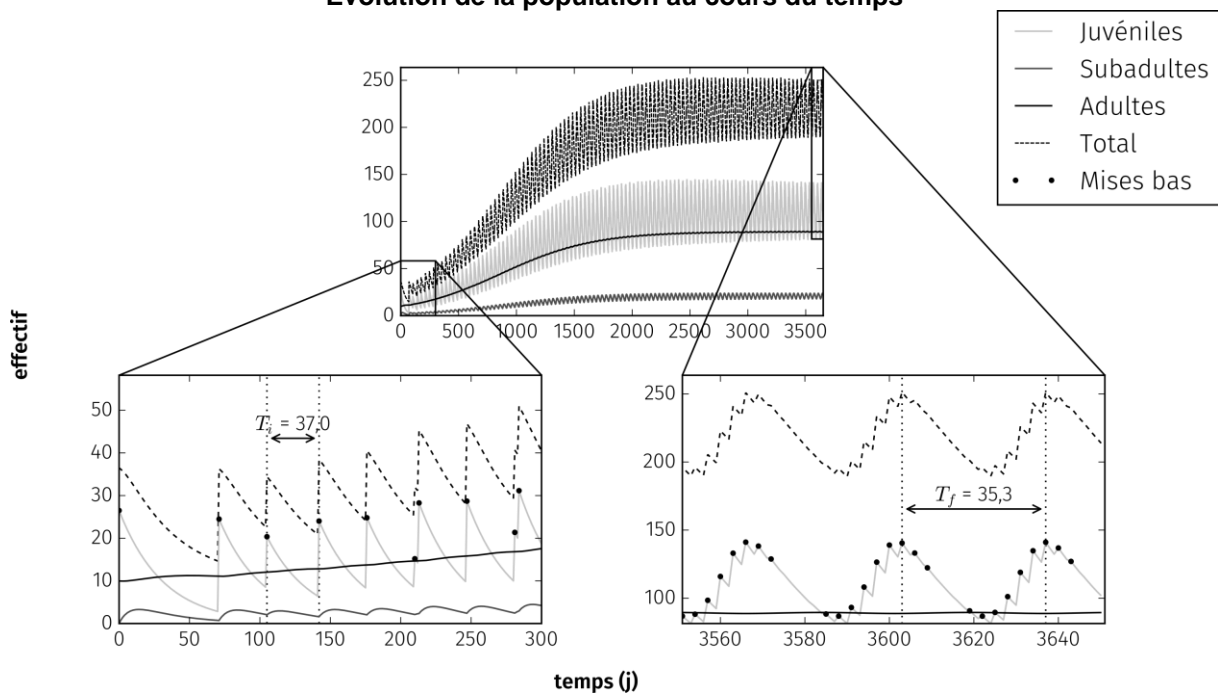 Evolution de la population au cours du temps
Juvéniles
Subadultes
Adultes
Total
Mises bas
250
200
150
100
50
0
0 500 1000 1500 2000 2500 3000 3500
effectif
50
40
30
20
10
0
T_i = 37,0
0 50 100 150 200 250 300
250
200
150
100
T_f = 35,3
3560 3580 3600 3620 3640
temps (j)